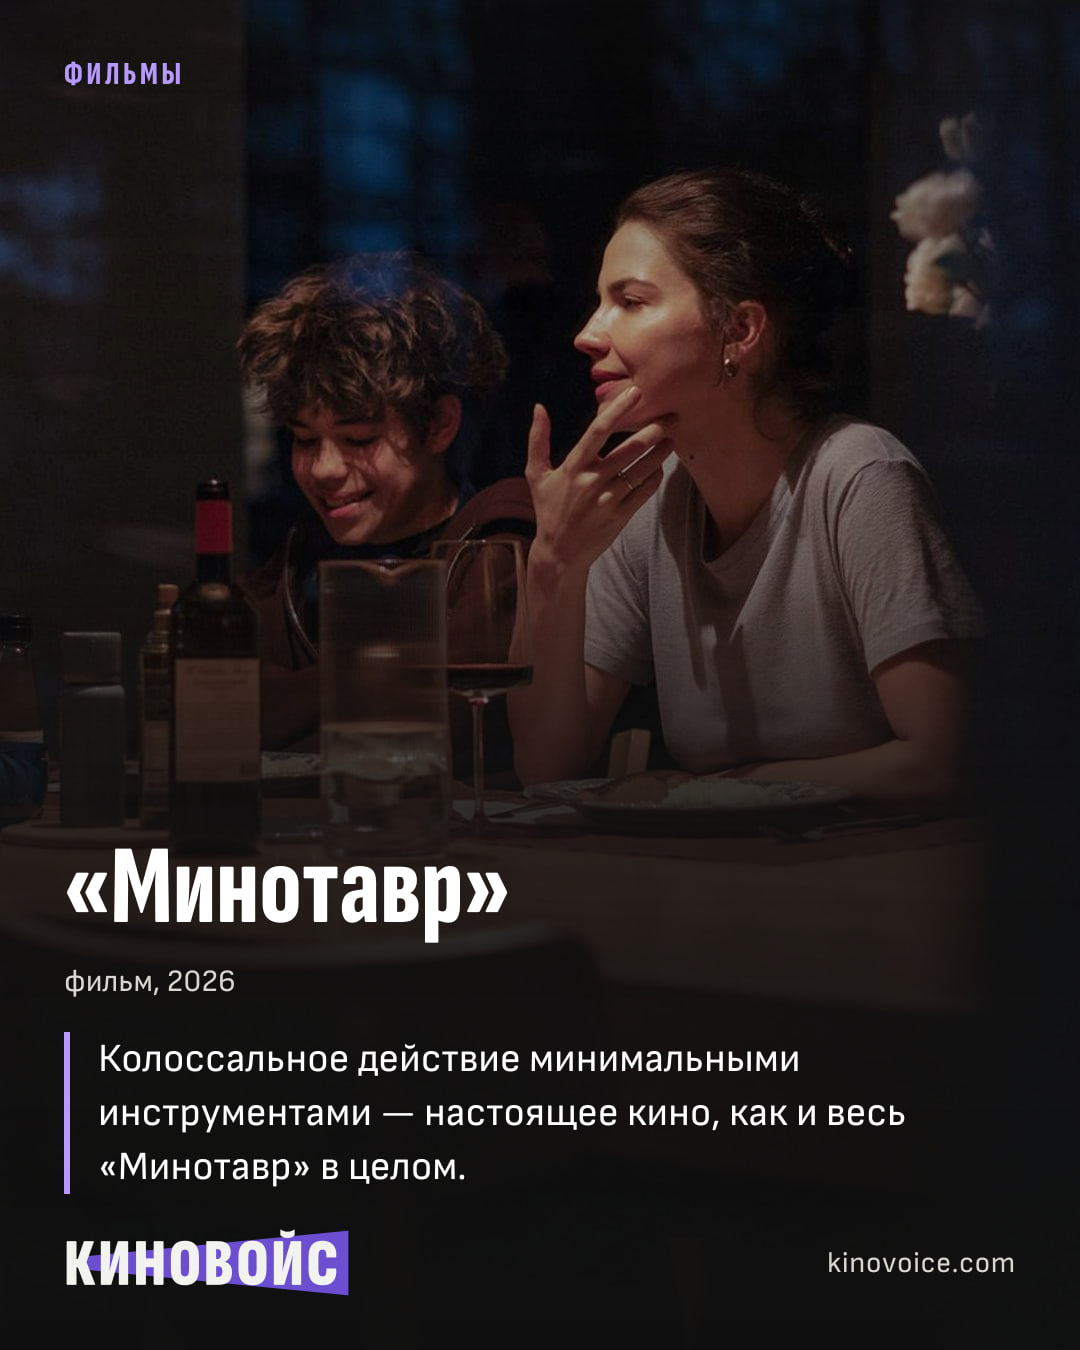 ФИЛЬМЫ
«Минотавр»
фильм, 2026
Колоссальное действие минимальными
инструментами — настоящее кино, как и весь
«Минотавр» в целом.
КИНОВОЙС
kinovoice.com